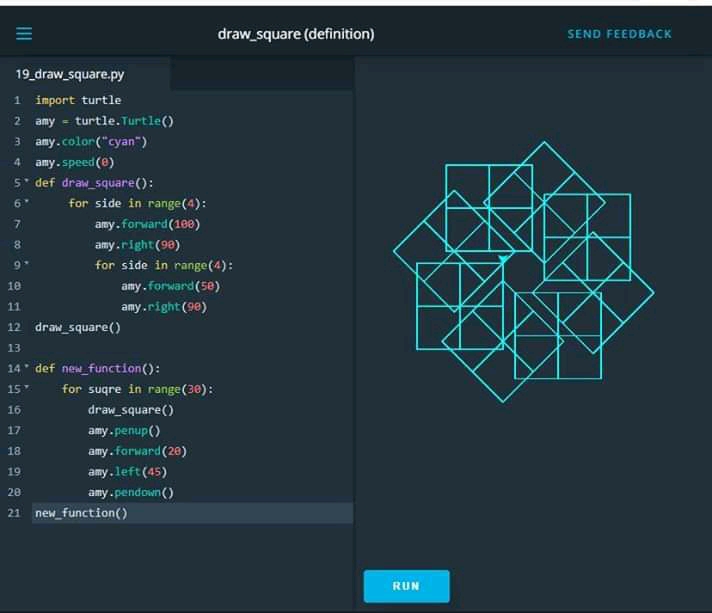 draw_square (definition)
SEND FEEDBACK
19_draw_square.py
1 import turtle
2 amy = turtle.Turtle()
3 amy.color("cyan")
4 amy.speed(0)
5 def draw_square():
6 for side in range(4):
7 amy.forward(100)
8 amy.right(90)
9 for side in range(4):
10 amy.forward(50)
11 amy.right(90)
12 draw_square()
13
14 def new_function():
15 for suqre in range(30):
16 draw_square()
17 amy.penup()
18 amy.forward(20)
19 amy.left(45)
20 amy.pendown()
21 new_function()
RUN